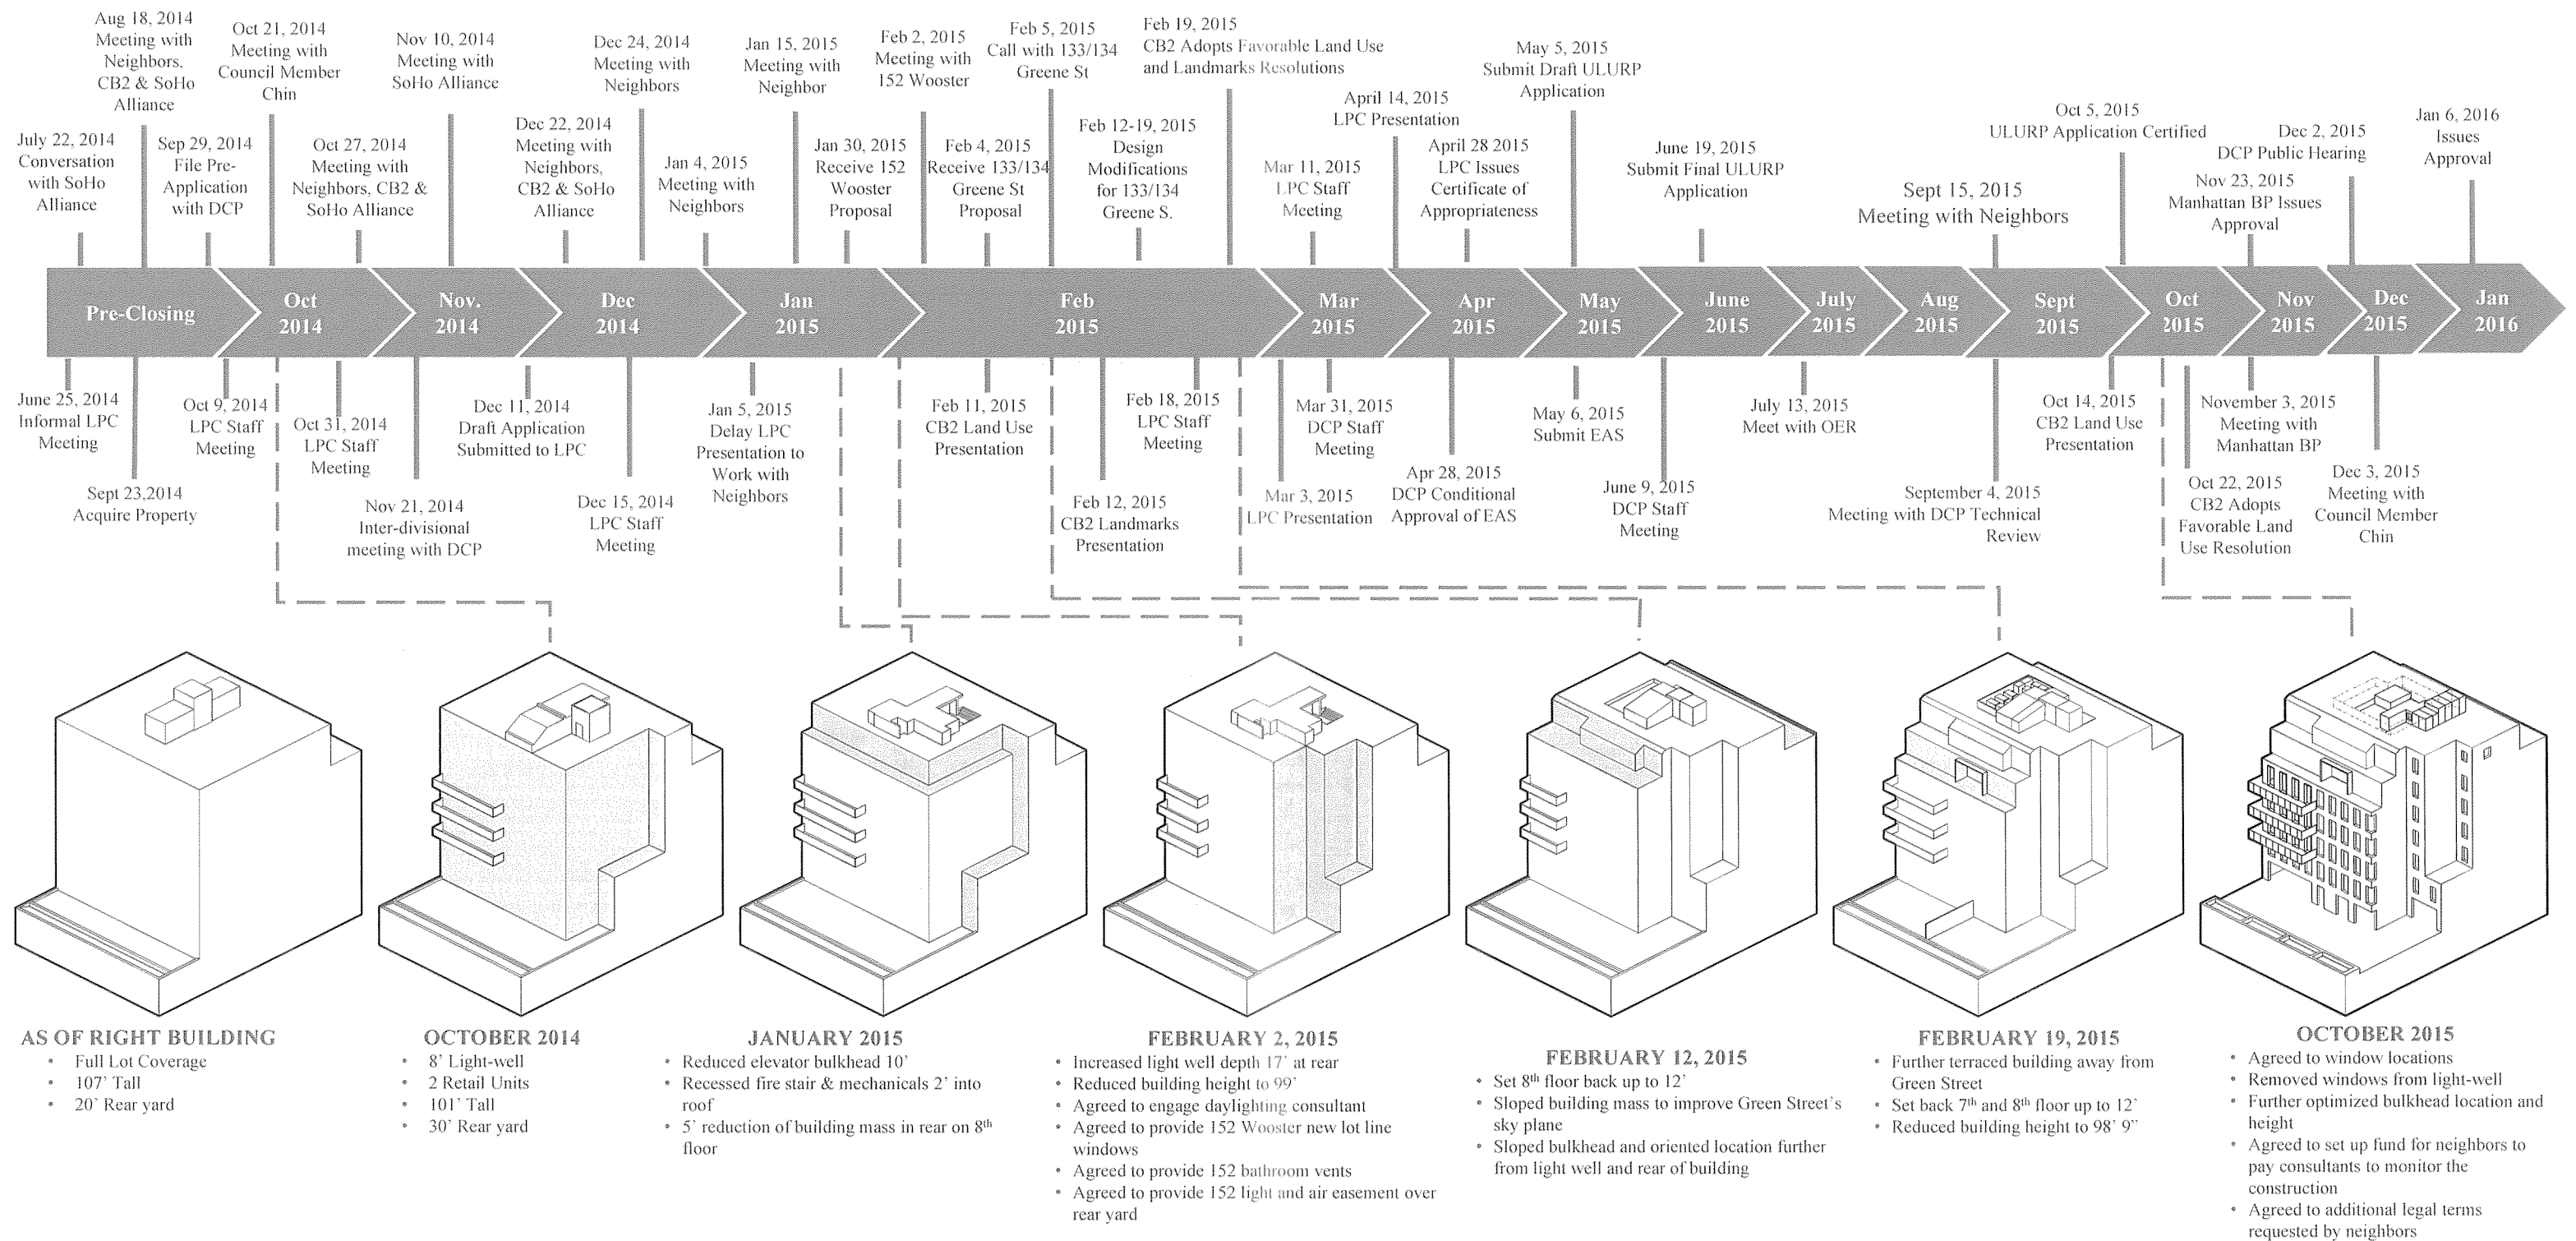 Aug 18, 2014
Meeting with
Neighbors,
CB2 & SoHo
Alliance
Oct 21, 2014
Meeting with
Council Member
Chin
Nov 10, 2014
Meeting with
SoHo Alliance
Dec 24, 2014
Meeting with
Neighbors
Jan 15, 2015
Meeting with
Neighbor
Feb 2, 2015
Meeting with
152 Wooster
Feb 5, 2015
Call with 133/134
Greene St
Feb 19, 2015
CB2 Adopts Favorable Land Use
and Landmarks Resolutions
May 5, 2015
Submit Draft ULURP
Application
July 22, 2014
Conversation
with SoHo
Alliance
Sep 29, 2014
File Pre-
Application
with DCP
Oct 27, 2014
Meeting with
Neighbors, CB2 &
SoHo Alliance
Dec 22, 2014
Meeting with
Neighbors,
CB2 & SoHo
Alliance
Jan 4, 2015
Meeting with
Neighbors
Jan 30, 2015
Receive 152
Wooster
Proposal
Feb 4, 2015
Receive 133/134
Greene St
Proposal
Feb 12-19, 2015
Design
Modifications
for 133/134
Greene S.
Mar 11, 2015
LPC Staff
Meeting
April 14, 2015
LPC Presentation
April 28 2015
LPC Issues
Certificate of
Appropriateness
June 19, 2015
Submit Final ULURP
Application
Sept 15, 2015
Meeting with Neighbors
Oct 5, 2015
ULURP Application Certified
Nov 23, 2015
Manhattan BP Issues
Approval
Dec 2, 2015
DCP Public Hearing
Jan 6, 2016
Issues
Approval
Pre-Closing
Oct
2014
Nov.
2014
Dec
2014
Jan
2015
Feb
2015
Mar
2015
Apr
2015
May
2015
June
2015
July
2015
Aug
2015
Sept
2015
Oct
2015
Nov
2015
Dec
2015
Jan
2016
June 25, 2014
Informal LPC
Meeting
Sept 23,2014
Acquire Property
Oct 9, 2014
LPC Staff
Meeting
Oct 31, 2014
LPC Staff
Meeting
Nov 21, 2014
Inter-divisional
meeting with DCP
Dec 11, 2014
Draft Application
Submitted to LPC
Dec 15, 2014
LPC Staff
Meeting
Jan 5, 2015
Delay LPC
Presentation to
Work with
Neighbors
Feb 11, 2015
CB2 Land Use
Presentation
Feb 12, 2015
CB2 Landmarks
Presentation
Feb 18, 2015
LPC Staff
Meeting
Mar 3, 2015
LPC Presentation
Mar 31, 2015
DCP Staff
Meeting
Apr 28, 2015
DCP Conditional
Approval of EAS
May 6, 2015
Submit EAS
June 9, 2015
DCP Staff
Meeting
July 13, 2015
Meet with OER
September 4, 2015
Meeting with DCP Technical
Review
Oct 14, 2015
CB2 Land Use
Presentation
Oct 22, 2015
CB2 Adopts
Favorable Land
Use Resolution
November 3, 2015
Meeting with
Manhattan BP
Dec 3, 2015
Meeting with
Council Member
Chin
AS OF RIGHT BUILDING
• Full Lot Coverage
• 107' Tall
• 20' Rear yard
OCTOBER 2014
• 8' Light-well
• 2 Retail Units
• 101' Tall
• 30' Rear yard
JANUARY 2015
• Reduced elevator bulkhead 10'
• Recessed fire stair & mechanicals 2' into
roof
• 5' reduction of building mass in rear on 8th
floor
FEBRUARY 2, 2015
• Increased light well depth 17' at rear
• Reduced building height to 99'
• Agreed to engage daylighting consultant
• Agreed to provide 152 Wooster new lot line
windows
• Agreed to provide 152 bathroom vents
• Agreed to provide 152 light and air easement over
rear yard
FEBRUARY 12, 2015
• Set 8th floor back up to 12'
• Sloped building mass to improve Green Street's
sky plane
• Sloped bulkhead and oriented location further
from light well and rear of building
FEBRUARY 19, 2015
• Further terraced building away from
Green Street
• Set back 7th and 8th floor up to 12'
• Reduced building height to 98' 9"
OCTOBER 2015
• Agreed to window locations
• Removed windows from light-well
• Further optimized bulkhead location and
height
• Agreed to set up fund for neighbors to
pay consultants to monitor the
construction
• Agreed to additional legal terms
requested by neighbors